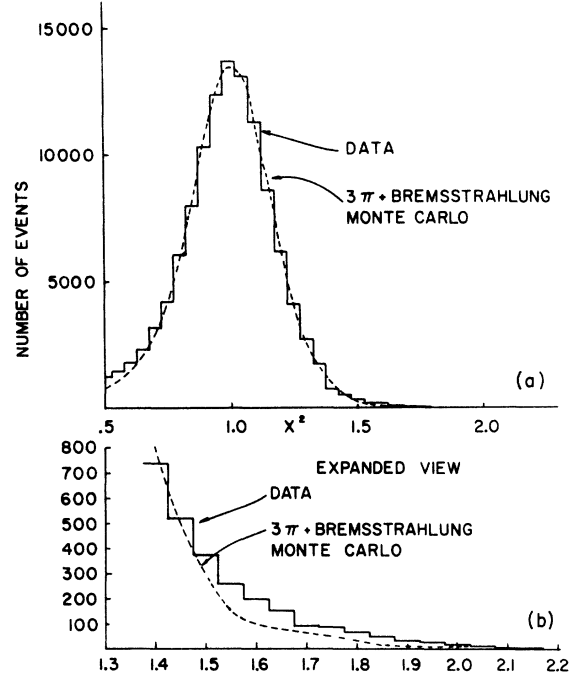 15000
10000
5000
NUMBER OF EVENTS
DATA
3π + BREMSSTRAHLUNG
MONTE CARLO
(a)
.5 1.0 1.5 2.0
X²
800
700
600
500
400
300
200
100
EXPANDED VIEW
DATA
3π + BREMSSTRAHLUNG
MONTE CARLO
(b)
1.3 1.4 1.5 1.6 1.7 1.8 1.9 2.0 2.1 2.2